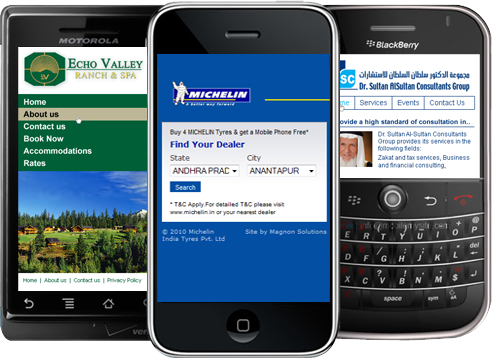 MOTOROLA
ECHO VALLEY
RANCH & SPA
Home
About us
Contact us
Book Now
Accommodations
Rates
Home | About us | Contact us | Privacy Policy
MICHELIN
a better way forward
Buy 4 MICHELIN Tyres & get a Mobile Phone Free*
Find Your Dealer
State City
ANDHRA PRAD ANANTAPUR
Search
* T&C Apply.For detailed T&C please visit
www.michelin.in or your nearest dealer
© 2010 Michelin
India Tyres Pvt. Ltd
Site by Magnon Solutions
BlackBerry
SC
مجموعة الدكتور سلطان السلطان للاستشارات
Dr. Sultan AlSultan Consultants Group
me Services Events Contact Us
ovide a high standard of consultation in..
Dr. Sultan Al-Sultan Consultants
Group provides its services in the
following fields:
Zakat and tax services, Business
and financial consulting,
E R T Y U I O P
space
sym
aA